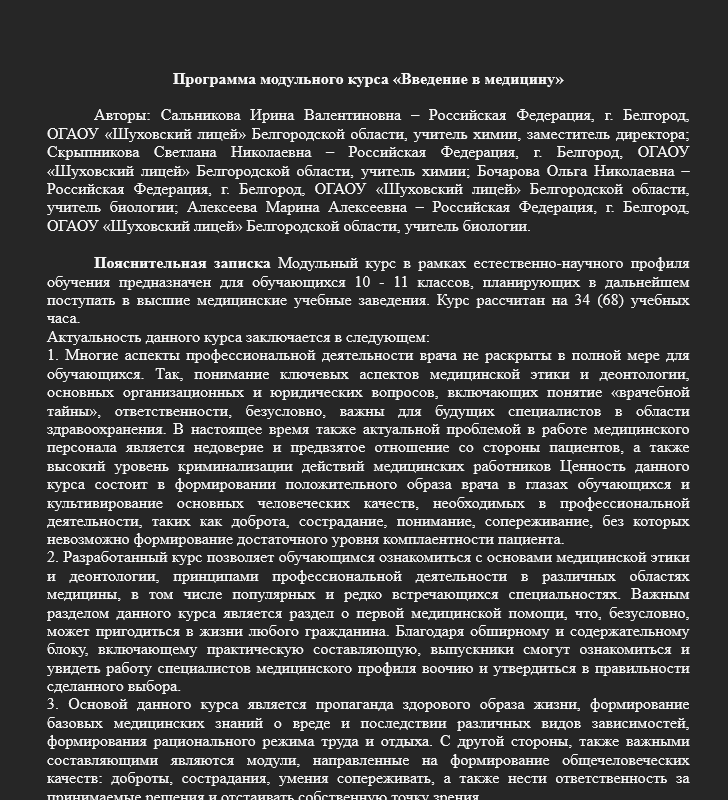 Программа модульного курса «Введение в медицину»
Авторы: Сальникова Ирина Валентиновна – Российская Федерация, г. Белгород,
ОГАОУ «Шуховский лицей» Белгородской области, учитель химии, заместитель директора;
Скрыпникова Светлана Николаевна – Российская Федерация, г. Белгород, ОГАОУ
«Шуховский лицей» Белгородской области, учитель химии; Бочарова Ольга Николаевна –
Российская Федерация, г. Белгород, ОГАОУ «Шуховский лицей» Белгородской области,
учитель биологии; Алексеева Марина Алексеевна – Российская Федерация, г. Белгород,
ОГАОУ «Шуховский лицей» Белгородской области, учитель биологии.
Пояснительная записка Модульный курс в рамках естественно-научного профиля
обучения предназначен для обучающихся 10 - 11 классов, планирующих в дальнейшем
поступать в высшие медицинские учебные заведения. Курс рассчитан на 34 (68) учебных
часа.
Актуальность данного курса заключается в следующем:
1. Многие аспекты профессиональной деятельности врача не раскрыты в полной мере для
обучающихся. Так, понимание ключевых аспектов медицинской этики и деонтологии,
основных организационных и юридических вопросов, включающих понятие «врачебной
тайны», ответственности, безусловно, важны для будущих специалистов в области
здравоохранения. В настоящее время также актуальной проблемой в работе медицинского
персонала является недоверие и предвзятое отношение со стороны пациентов, а также
высокий уровень криминализации действий медицинских работников Ценность данного
курса состоит в формировании положительного образа врача в глазах обучающихся и
культивирование основных человеческих качеств, необходимых в профессиональной
деятельности, таких как доброта, сострадание, понимание, сопереживание, без которых
невозможно формирование достаточного уровня комплаентности пациента.
2. Разработанный курс позволяет обучающимся ознакомиться с основами медицинской этики
и деонтологии, принципами профессиональной деятельности в различных областях
медицины, в том числе популярных и редко встречающихся специальностях. Важным
разделом данного курса является раздел о первой медицинской помощи, что, безусловно,
может пригодиться в жизни любого гражданина. Благодаря обширному и содержательному
блоку, включающему практическую составляющую, выпускники смогут ознакомиться и
увидеть работу специалистов медицинского профиля воочию и утвердиться в правильности
сделанного выбора.
3. Основой данного курса является пропаганда здорового образа жизни, формирование
базовых медицинских знаний о вреде и последствии различных видов зависимостей,
формирования рационального режима труда и отдыха. С другой стороны, также важными
составляющими являются модули, направленные на формирование общечеловеческих
качеств: доброты, сострадания, умения сопереживать, а также нести ответственность за
принимаемые решения и отстаивать собственную точку зрения.